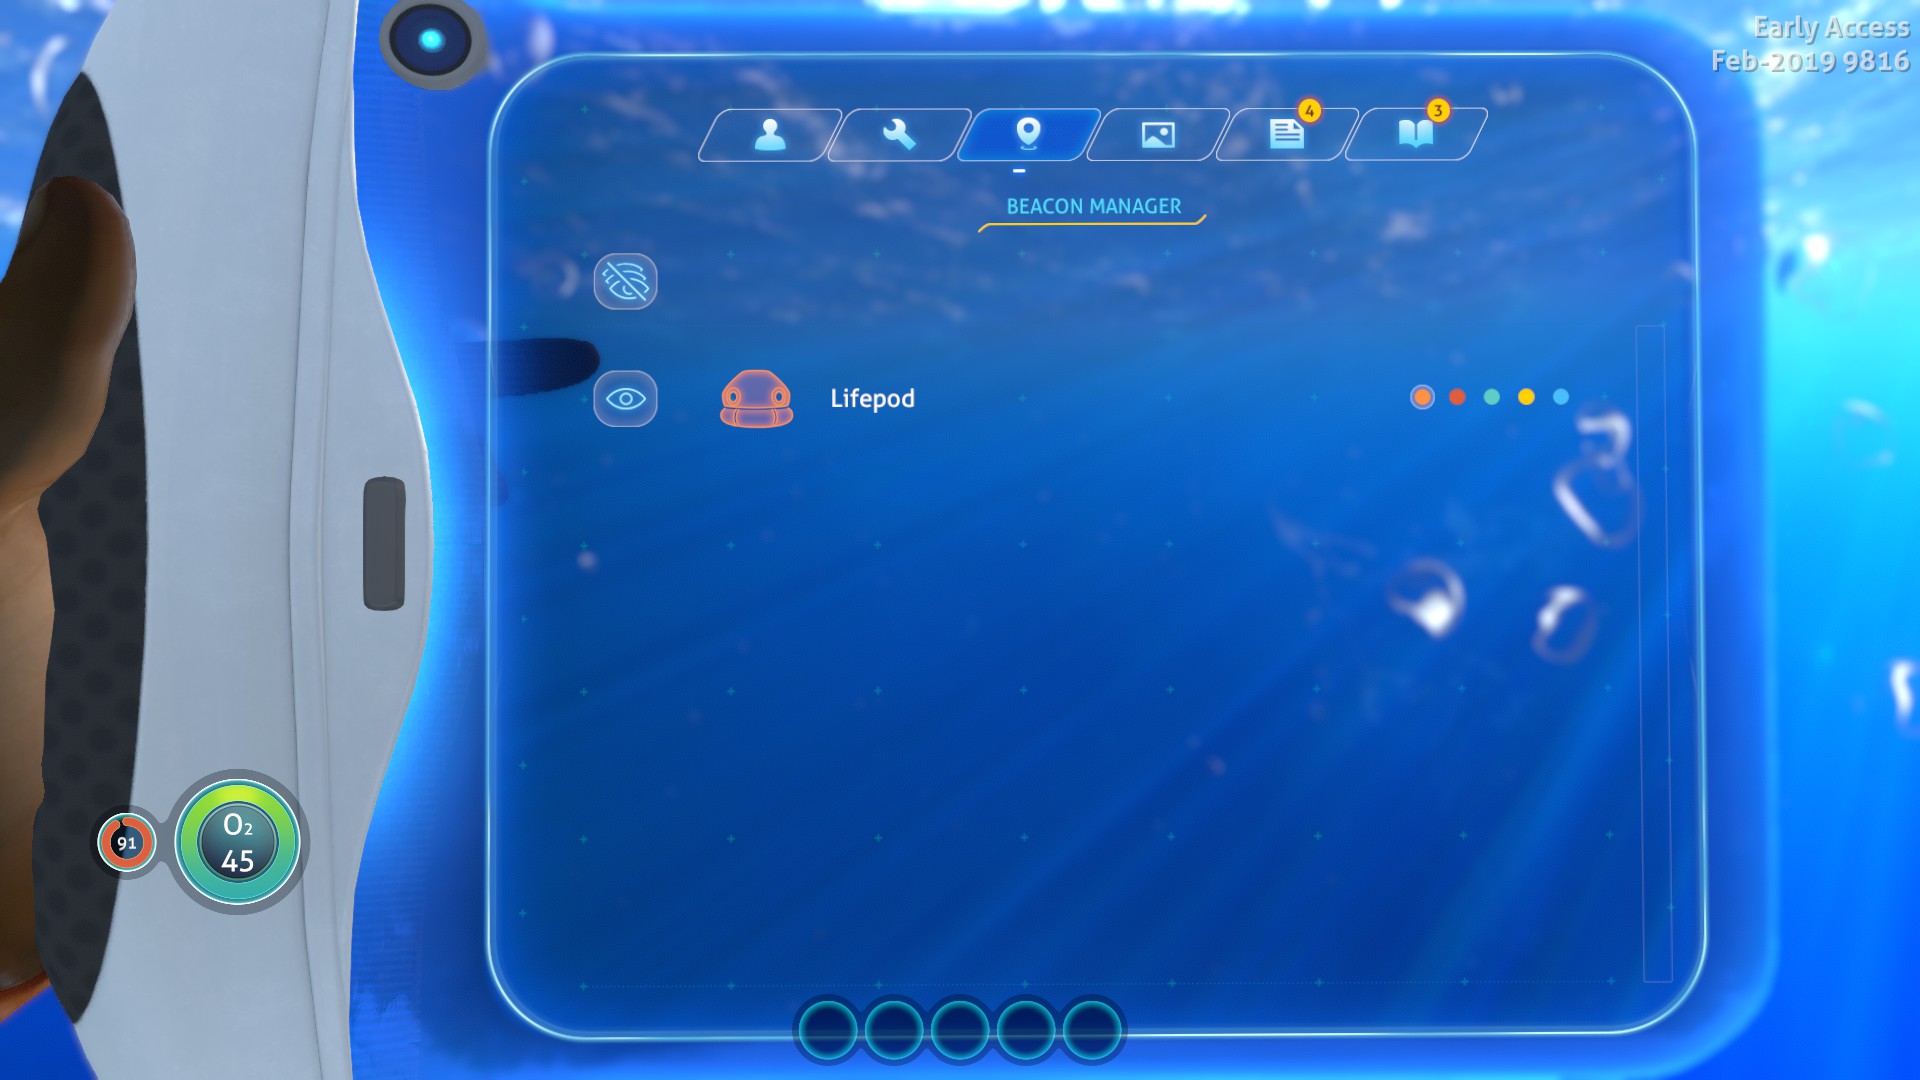 Early Access
Feb-2019 9816
4
3
BEACON MANAGER
Lifepod
91
O₂
45